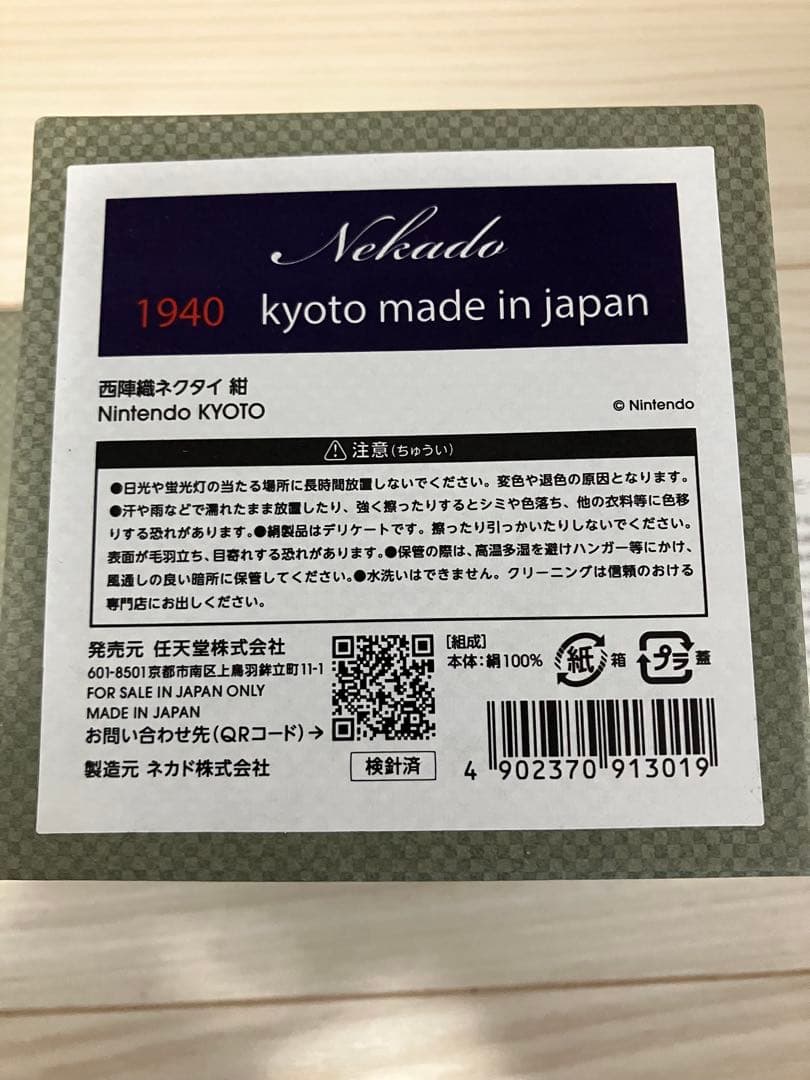 Nekado
1940 kyoto made in japan
西陣織ネクタイ 紺
Nintendo KYOTO
© Nintendo
⚠ 注意(ちゅうい)
●日光や蛍光灯の当たる場所に長時間放置しないでください。変色や退色の原因となります。
●汗や雨などで濡れたまま放置したり、強く擦ったりするとシミや色落ち、他の衣料等に色移
りする恐れがあります。●絹製品はデリケートです。擦ったり引っかいたりしないでください。
表面が毛羽立ち、目寄れする恐れがあります。●保管の際は、高温多湿を避けハンガー等にかけ、
風通しの良い暗所に保管してください。●水洗いはできません。クリーニングは信頼のおける
専門店にお出しください。
発売元 任天堂株式会社
601-8501京都市南区上鳥羽鉾立町11-1
FOR SALE IN JAPAN ONLY
MADE IN JAPAN
お問い合わせ先(QRコード)→
製造元 ネカド株式会社
[組成]
本体:絹100%
紙 箱
プラ 蓋
検針済
4 902370 913019